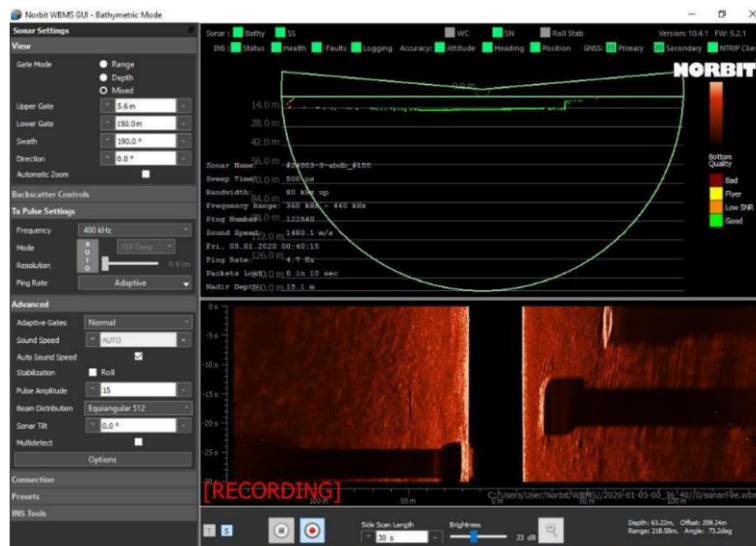 Norbit WBMS GUI - Bathymetric Mode
Sonar Settings
View
Gate Mode
Range
Depth
Mixed
Upper Gate 5.6 m
Lower Gate 150.0m
Swath 190.0 °
Direction 0.0 °
Automatic Zoom
Backscatter Controls
Tx Pulse Settings
Frequency 400 kHz
Mode AUTO FM Deep
Resolution 0.9 cm
Ping Rate Adaptive
Advanced
Adaptive Gates Normal
Sound Speed AUTO
Auto Sound Speed
Stabilization Roll
Pulse Amplitude 15
Beam Distribution Equiangular 512
Sonar Tilt 0.0 °
Multidetect
Options
Connection
Presets
INS Tools
Sonar : Bathy SS WC SN Roll Stab Version: 10.4.1 FW: 5.2.1
INS : Status Health Faults Logging Accuracy: Attitude Heading Position GNSS: Primary Secondary NTRIP Client
NORBIT
0.0 m
14.0 m
28.0 m
42.0 m
56.0 m
Sonar Name:
Sweep Time: 500 us
Bandwidth: 80 kHz up
Frequency Range: 360 kHz - 440 kHz
Ping Number: 122540
Sound Speed: 1480.1 m/s
Fri, 05.01.2020 00:40:15
Ping Rate: 4.7 Hz
Packets Lost: 0 in 10 sec
Nadir Depth: 15.1 m
Bottom
Quality
Bad
Flyer
Low SNR
Good
0 s
-5 s
-10 s
-15 s
-20 s
-25 s
-30 s
100 m 50 m 50 m 100 m
[RECORDING]
T S
Side Scan Length
30 s
Brightness
23 dB
Depth: 63.22m, Offset: 209.24m
Range: 218.58m, Angle: 73.2deg